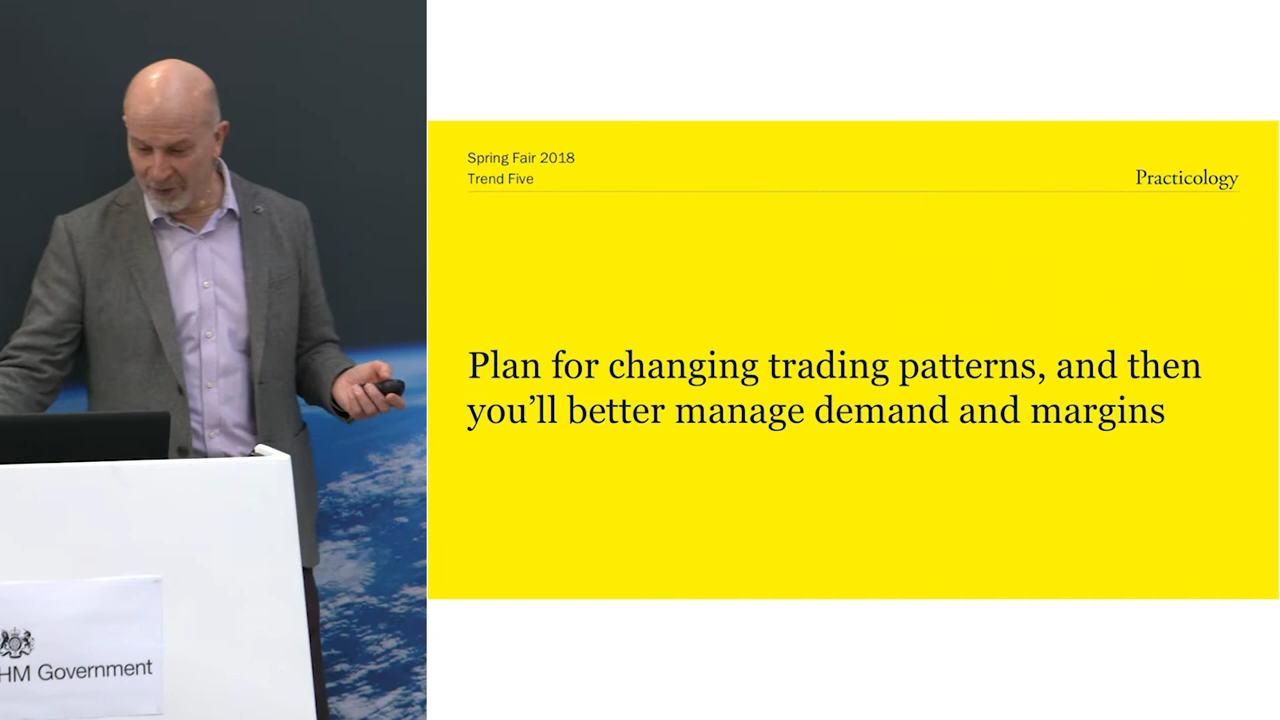 Spring Fair 2018
Trend Five
Practicology
Plan for changing trading patterns, and then
you’ll better manage demand and margins
HM Government